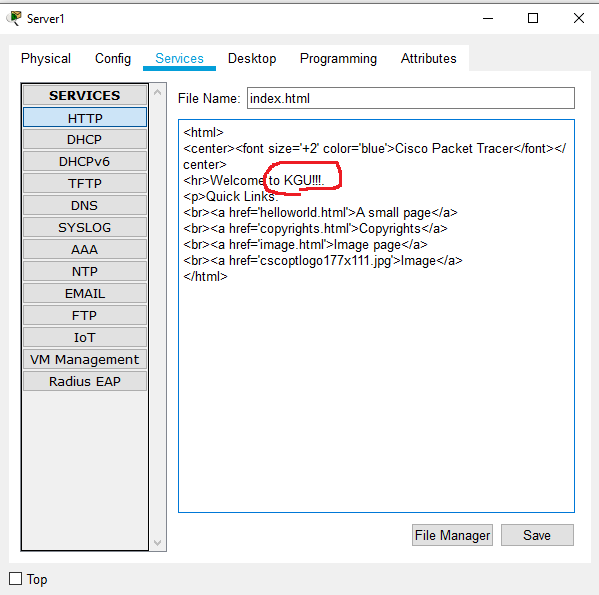 Server1
Physical Config Services Desktop Programming Attributes
SERVICES
HTTP
DHCP
DHCPv6
TFTP
DNS
SYSLOG
AAA
NTP
EMAIL
FTP
IoT
VM Management
Radius EAP
File Name: index.html
<html>
<center><font size='+2' color='blue'>Cisco Packet Tracer</font></
center>
<hr>Welcome to KGU!!!.
<p>Quick Links:
<br><a href='helloworld.html'>A small page</a>
<br><a href='copyrights.html'>Copyrights</a>
<br><a href='image.html'>Image page</a>
<br><a href='cscoptlogo177x111.jpg'>Image</a>
</html>
File Manager Save
Top